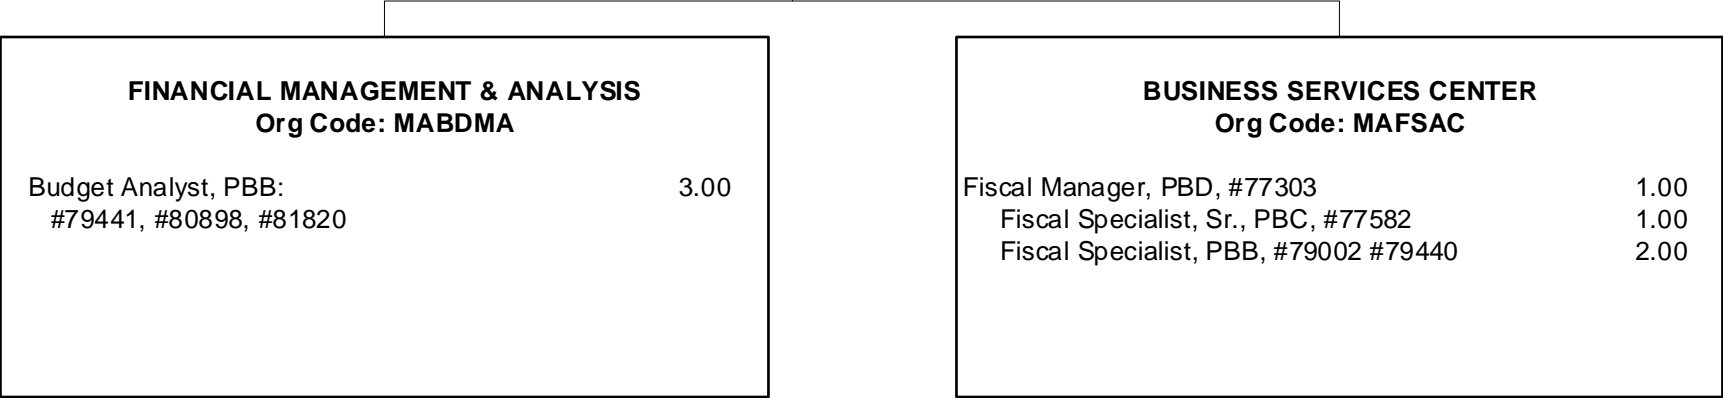 FINANCIAL MANAGEMENT & ANALYSIS
Org Code: MABDMA
Budget Analyst, PBB: 3.00
#79441, #80898, #81820
BUSINESS SERVICES CENTER
Org Code: MAFSAC
Fiscal Manager, PBD, #77303 1.00
Fiscal Specialist, Sr., PBC, #77582 1.00
Fiscal Specialist, PBB, #79002 #79440 2.00